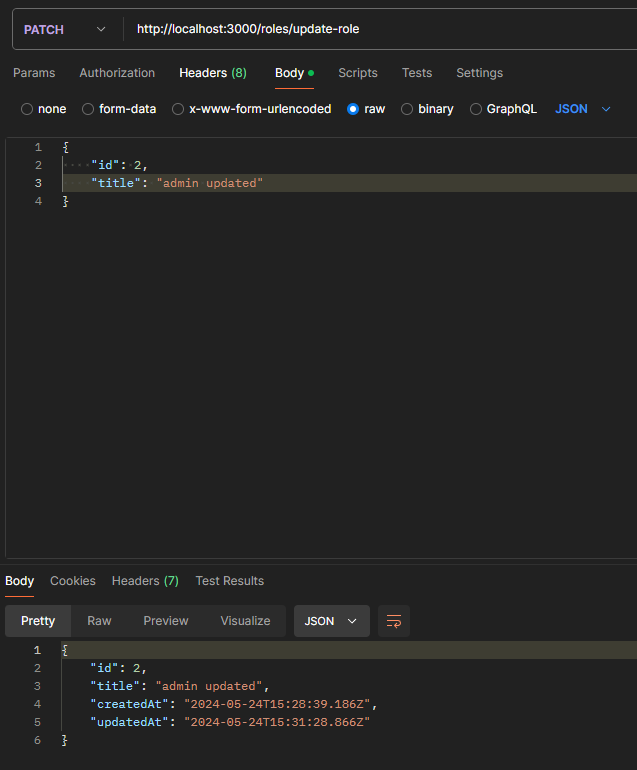 PATCH http://localhost:3000/roles/update-role
Params Authorization Headers (8) Body Scripts Tests Settings
none form-data x-www-form-urlencoded raw binary GraphQL JSON
1 {
2 "id": 2,
3 "title": "admin updated"
4 }
Body Cookies Headers (7) Test Results
Pretty Raw Preview Visualize JSON
1 {
2 "id": 2,
3 "title": "admin updated",
4 "createdAt": "2024-05-24T15:28:39.186Z",
5 "updatedAt": "2024-05-24T15:31:28.866Z"
6 }